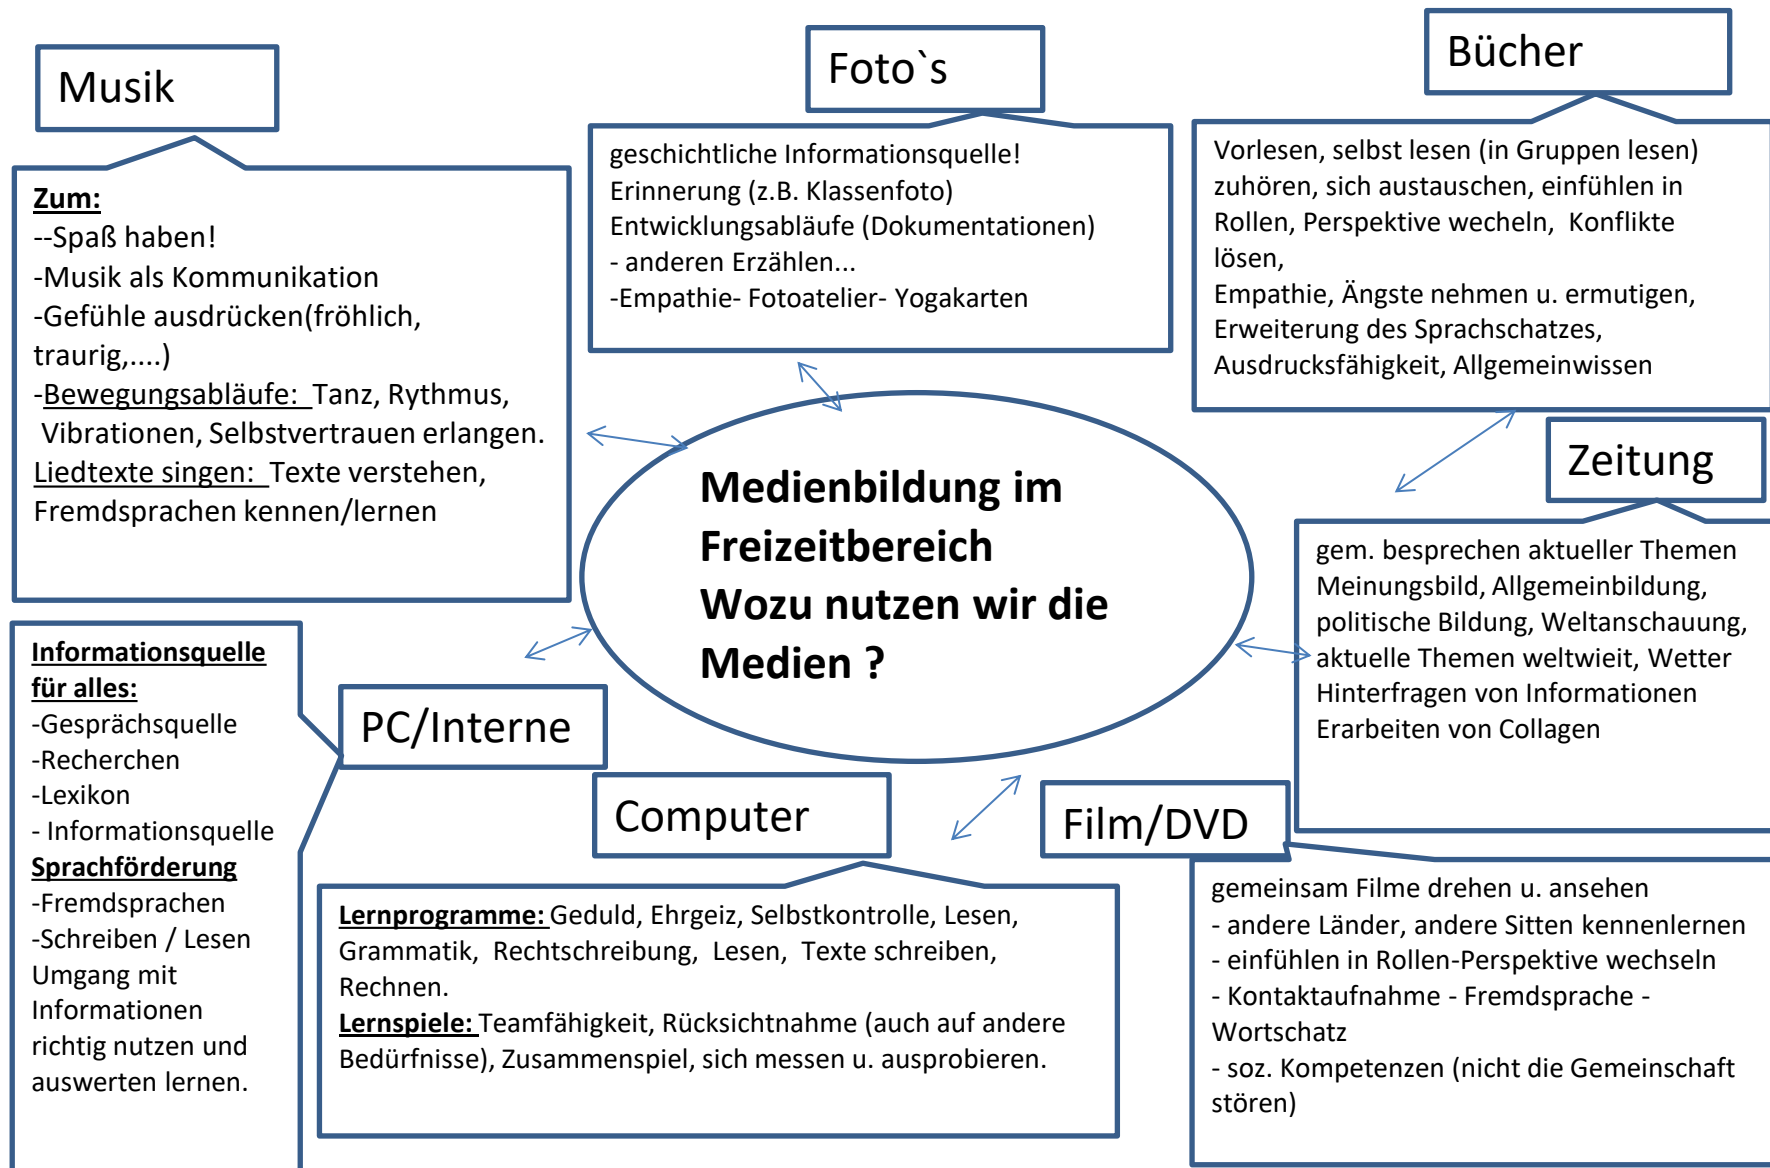 Musik
Zum:
--Spaß haben!
-Musik als Kommunikation
-Gefühle ausdrücken(fröhlich,
traurig,....)
-Bewegungsabläufe: Tanz, Rythmus,
Vibrationen, Selbstvertrauen erlangen.
Liedtexte singen: Texte verstehen,
Fremdsprachen kennen/lernen
Foto`s
geschichtliche Informationsquelle!
Erinnerung (z.B. Klassenfoto)
Entwicklungsabläufe (Dokumentationen)
- anderen Erzählen...
-Empathie- Fotoatelier- Yogakarten
Bücher
Vorlesen, selbst lesen (in Gruppen lesen)
zuhören, sich austauschen, einfühlen in
Rollen, Perspektive wecheln, Konflikte
lösen,
Empathie, Ängste nehmen u. ermutigen,
Erweiterung des Sprachschatzes,
Ausdrucksfähigkeit, Allgemeinwissen
Medienbildung im
Freizeitbereich
Wozu nutzen wir die
Medien ?
Zeitung
gem. besprechen aktueller Themen
Meinungsbild, Allgemeinbildung,
politische Bildung, Weltanschauung,
aktuelle Themen weltwieit, Wetter
Hinterfragen von Informationen
Erarbeiten von Collagen
PC/Interne
Informationsquelle
für alles:
-Gesprächsquelle
-Recherchen
-Lexikon
- Informationsquelle
Sprachförderung
-Fremdsprachen
-Schreiben / Lesen
Umgang mit
Informationen
richtig nutzen und
auswerten lernen.
Computer
Lernprogramme: Geduld, Ehrgeiz, Selbstkontrolle, Lesen,
Grammatik, Rechtschreibung, Lesen, Texte schreiben,
Rechnen.
Lernspiele: Teamfähigkeit, Rücksichtnahme (auch auf andere
Bedürfnisse), Zusammenspiel, sich messen u. ausprobieren.
Film/DVD
gemeinsam Filme drehen u. ansehen
- andere Länder, andere Sitten kennenlernen
- einfühlen in Rollen-Perspektive wechseln
- Kontaktaufnahme - Fremdsprache -
Wortschatz
- soz. Kompetenzen (nicht die Gemeinschaft
stören)